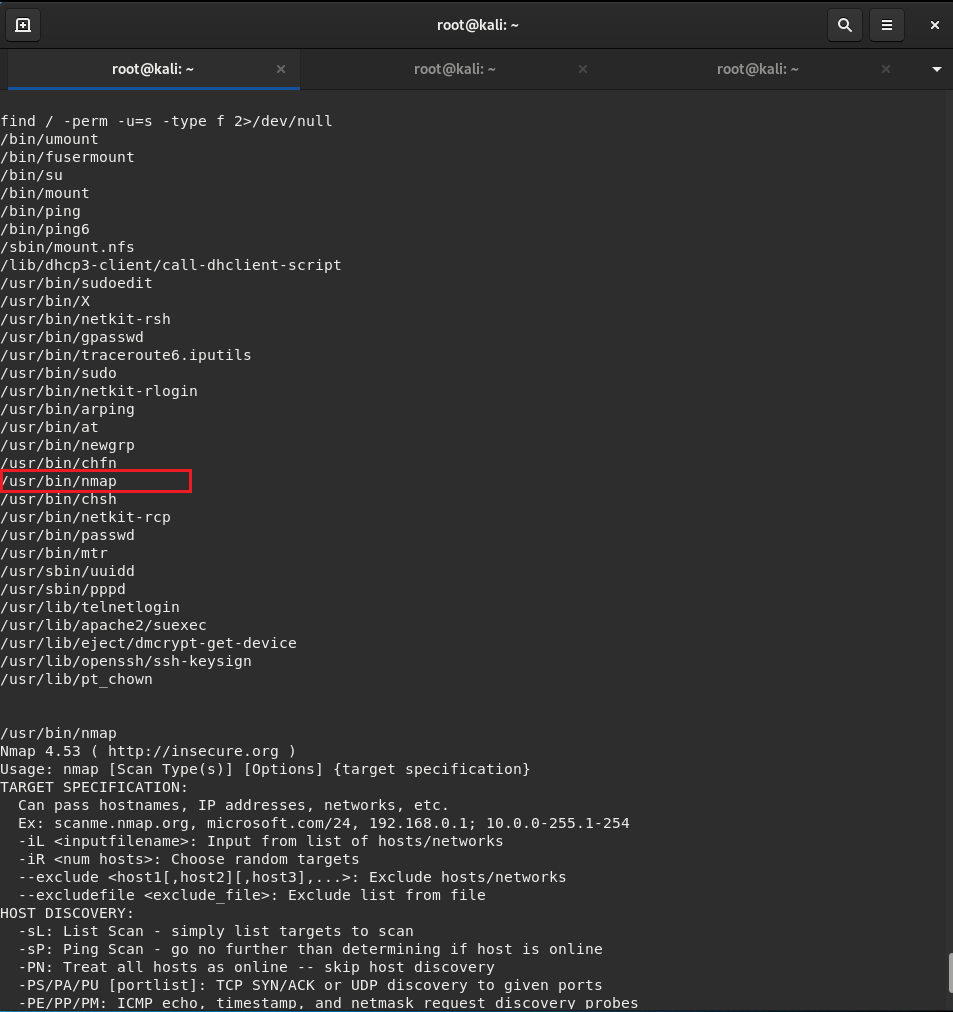 root@kali: ~
root@kali: ~ root@kali: ~ root@kali: ~
find / -perm -u=s -type f 2>/dev/null
/bin/umount
/bin/fusermount
/bin/su
/bin/mount
/bin/ping
/bin/ping6
/sbin/mount.nfs
/lib/dhcp3-client/call-dhclient-script
/usr/bin/sudoedit
/usr/bin/X
/usr/bin/netkit-rsh
/usr/bin/gpasswd
/usr/bin/traceroute6.iputils
/usr/bin/sudo
/usr/bin/netkit-rlogin
/usr/bin/arping
/usr/bin/at
/usr/bin/newgrp
/usr/bin/chfn
/usr/bin/nmap
/usr/bin/chsh
/usr/bin/netkit-rcp
/usr/bin/passwd
/usr/bin/mtr
/usr/sbin/uuidd
/usr/sbin/pppd
/usr/lib/telnetlogin
/usr/lib/apache2/suexec
/usr/lib/eject/dmcrypt-get-device
/usr/lib/openssh/ssh-keysign
/usr/lib/pt_chown
/usr/bin/nmap
Nmap 4.53 ( http://insecure.org )
Usage: nmap [Scan Type(s)] [Options] {target specification}
TARGET SPECIFICATION:
  Can pass hostnames, IP addresses, networks, etc.
  Ex: scanme.nmap.org, microsoft.com/24, 192.168.0.1; 10.0.0-255.1-254
  -iL <inputfilename>: Input from list of hosts/networks
  -iR <num hosts>: Choose random targets
  --exclude <host1[,host2][,host3],...>: Exclude hosts/networks
  --excludefile <exclude_file>: Exclude list from file
HOST DISCOVERY:
  -sL: List Scan - simply list targets to scan
  -sP: Ping Scan - go no further than determining if host is online
  -PN: Treat all hosts as online -- skip host discovery
  -PS/PA/PU [portlist]: TCP SYN/ACK or UDP discovery to given ports
  -PE/PP/PM: ICMP echo, timestamp, and netmask request discovery probes